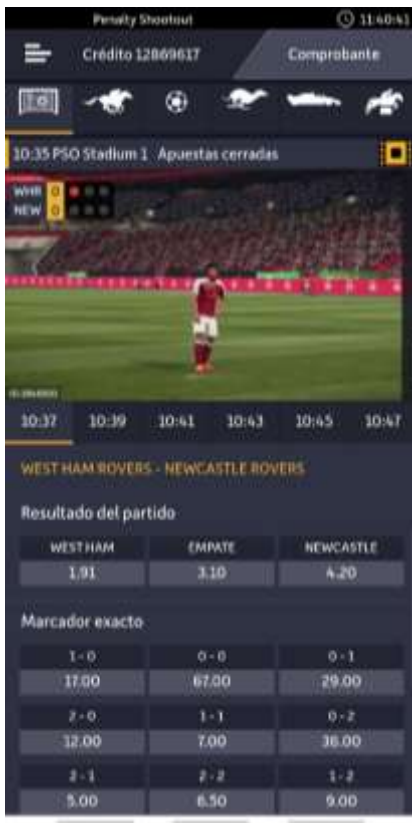 Penalty Shootout 11:40:41
Crédito 12869617 Comprobante
10:35 PSO Stadium 1 Apuestas cerradas
WHR 0
NEW 0
10:37 10:39 10:41 10:43 10:45 10:47
WEST HAM ROVERS - NEWCASTLE ROVERS
Resultado del partido
WEST HAM EMPATE NEWCASTLE
1.91 3.10 4.20
Marcador exacto
1 - 0 0 - 0 0 - 1
17.00 67.00 29.00
2 - 0 1 - 1 0 - 2
12.00 7.00 36.00
2 - 1 2 - 2 1 - 2
5.00 6.50 9.00